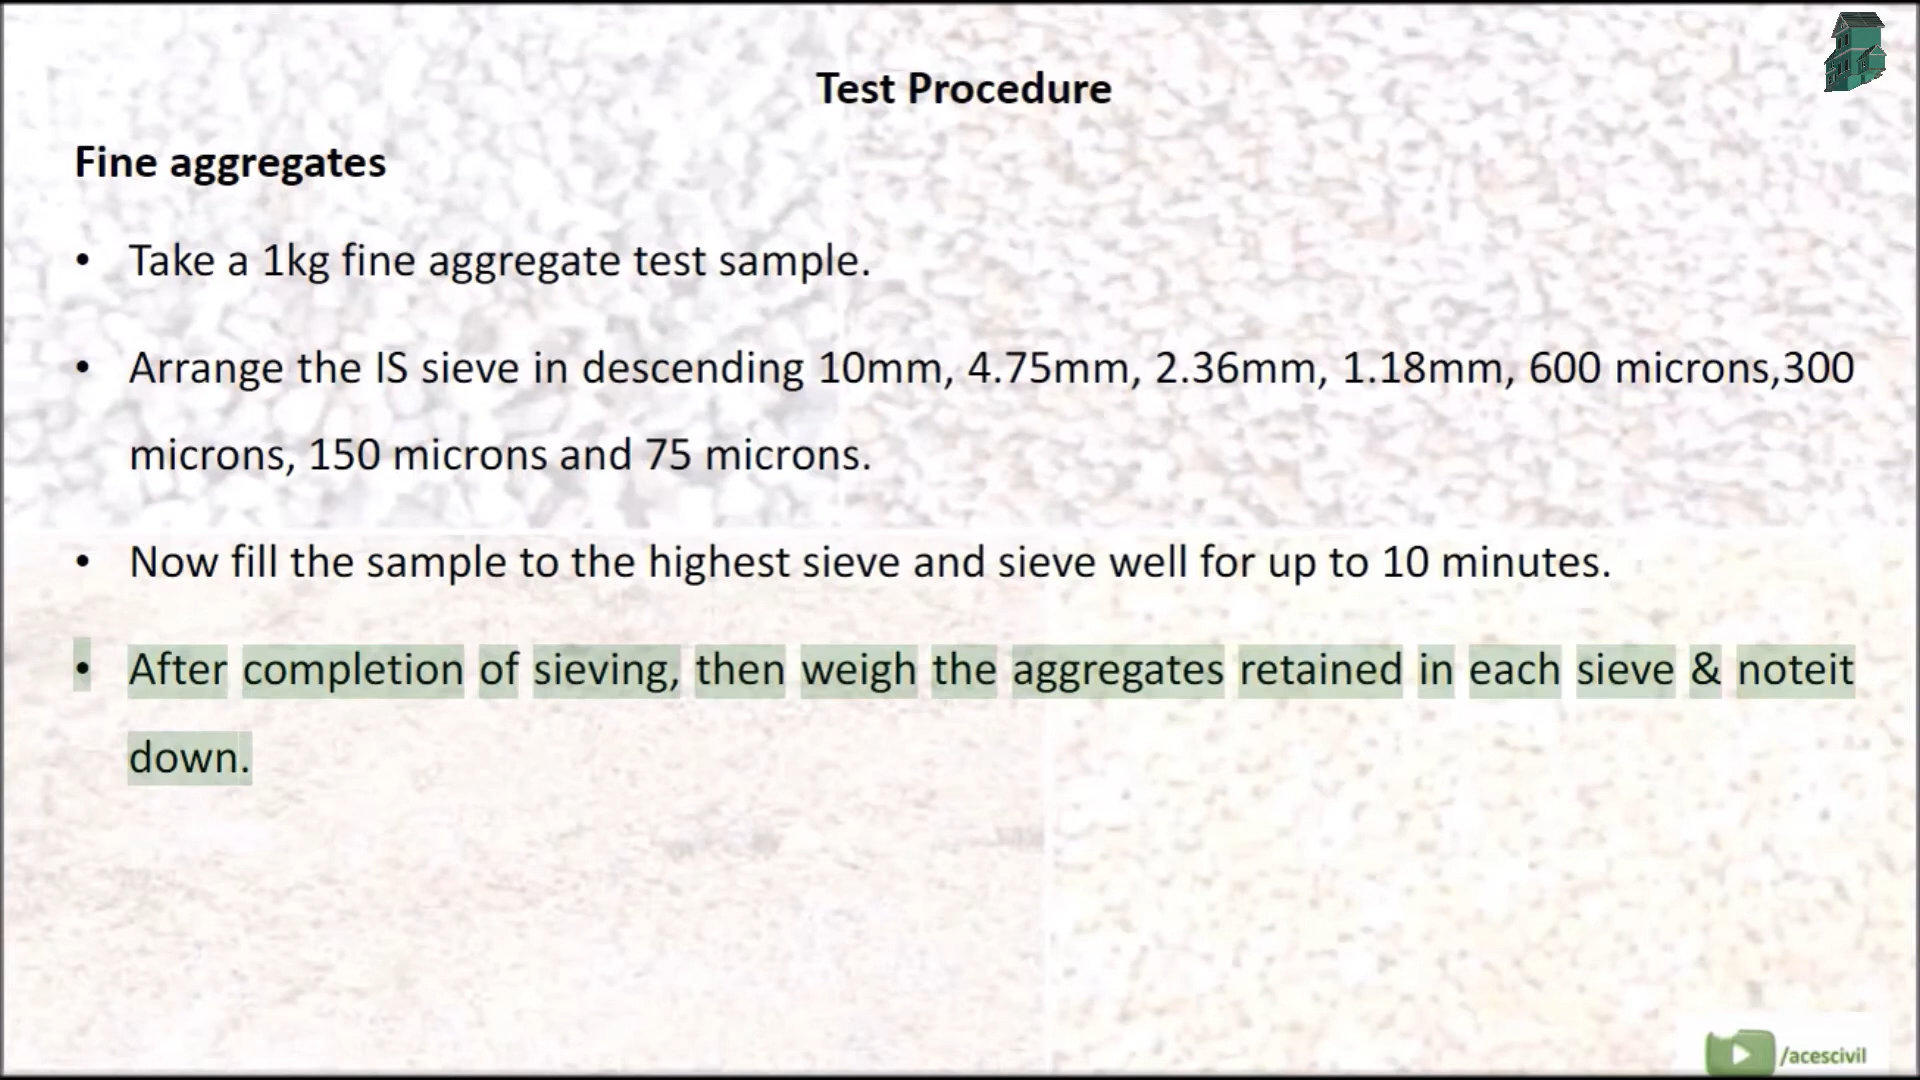 Test Procedure
Fine aggregates
• Take a 1kg fine aggregate test sample.
• Arrange the IS sieve in descending 10mm, 4.75mm, 2.36mm, 1.18mm, 600 microns,300
microns, 150 microns and 75 microns.
• Now fill the sample to the highest sieve and sieve well for up to 10 minutes.
• After completion of sieving, then weigh the aggregates retained in each sieve & noteit
down.
/acescivil